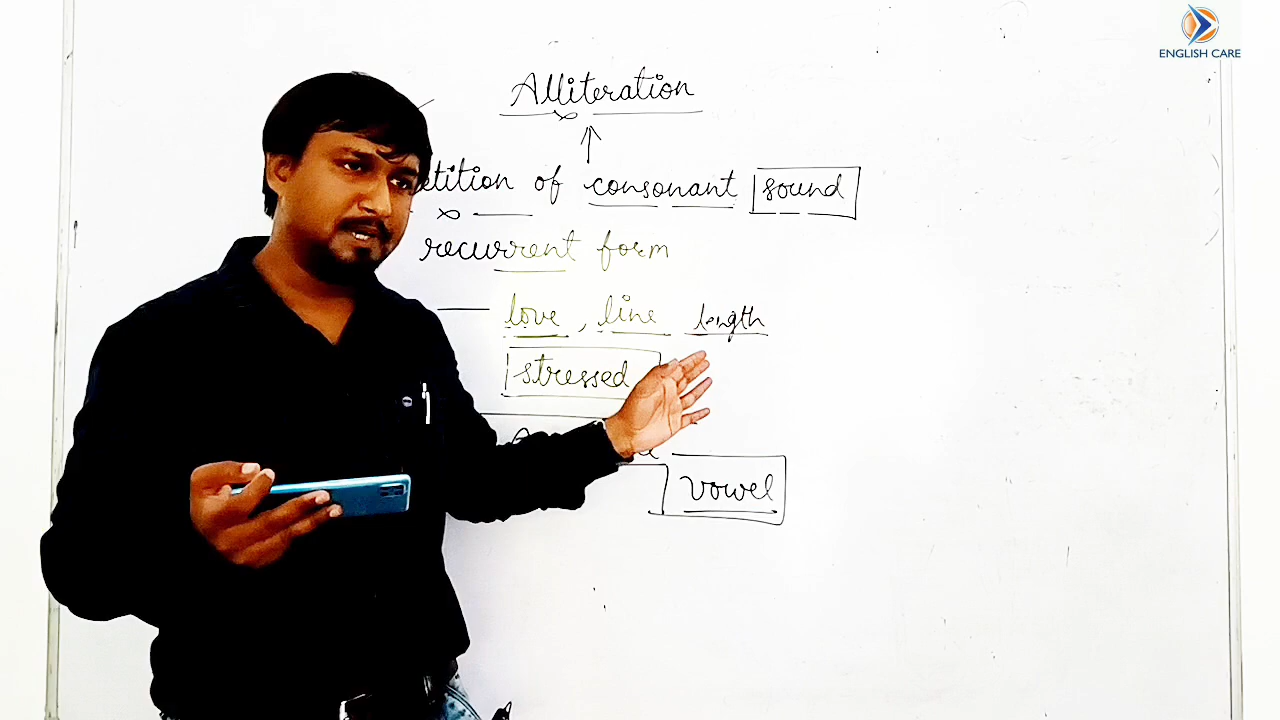 ENGLISH CARE
Alliteration
etition of consonant sound
recurrent form
love, line length
stressed
vowel